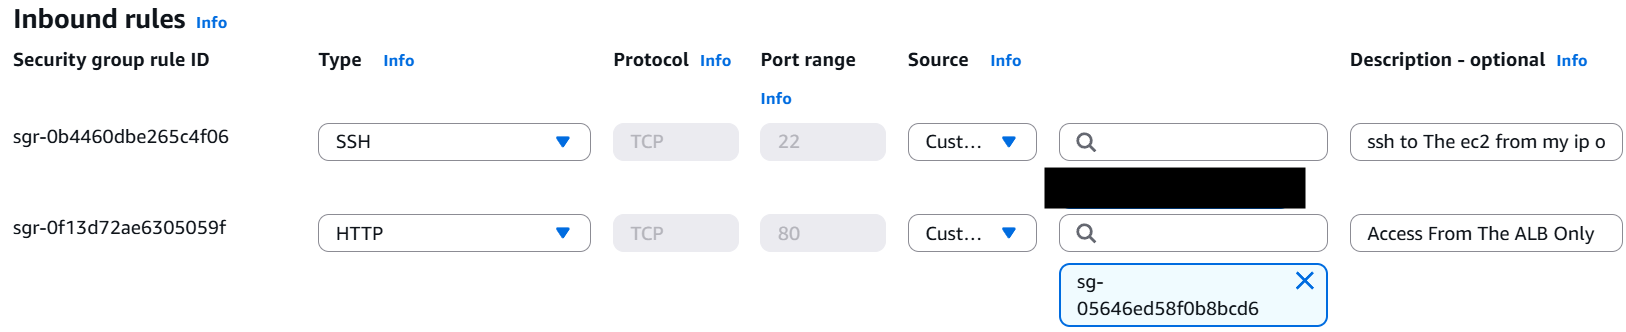 Inbound rules Info
Security group rule ID Type Info Protocol Info Port range Info Source Info Description - optional Info
sgr-0b4460dbe265c4f06 SSH TCP 22 Cust... ssh to The ec2 from my ip o
sgr-0f13d72ae6305059f HTTP TCP 80 Cust... Access From The ALB Only
sg-
05646ed58f0b8bcd6